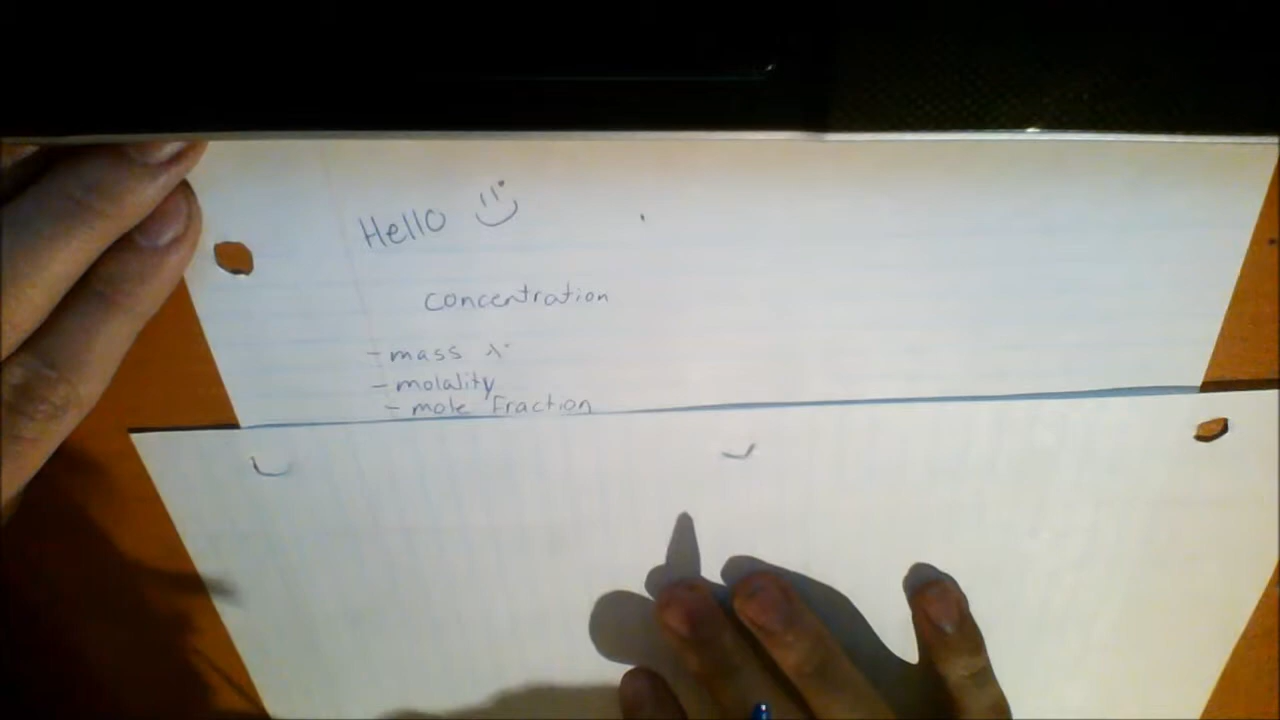 Hello
concentration
- mass
- molality
- mole fraction